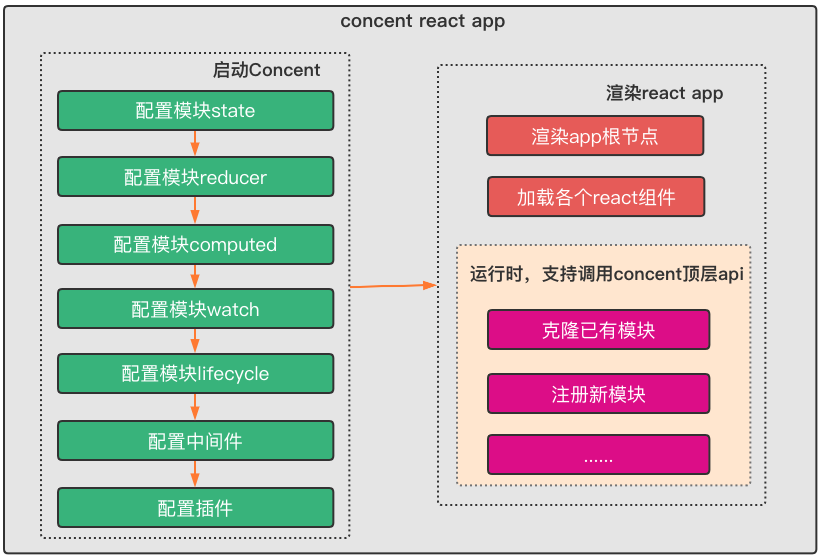 concent react app
启动Concent
配置模块state
配置模块reducer
配置模块computed
配置模块watch
配置模块lifecycle
配置中间件
配置插件
渲染react app
渲染app根节点
加载各个react组件
运行时，支持调用concent顶层api
克隆已有模块
注册新模块
......